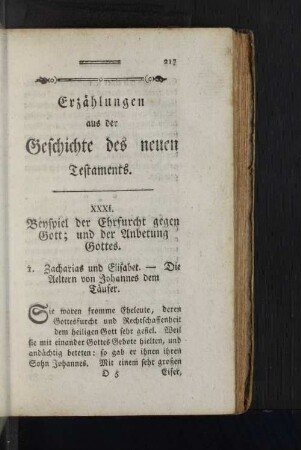 213
Erzählungen
aus der
Geschichte des neuen
Testaments.
XXXI.
Beyspiel der Ehrfurcht gegen
Gott; und der Anbetung
Gottes.
1. Zacharias und Elisabet. — Die
Aeltern von Johannes dem
Täufer.
Sie waren fromme Eheleute, deren
Gottesfurcht und Rechtschaffenheit
dem heiligen Gott sehr gefiel. Weil
sie mit einander Gottes Gebote hielten, und
andächtig beteten: so gab er ihnen ihren
Sohn Johannes. Mit einem sehr großen
O 5 Eifer,